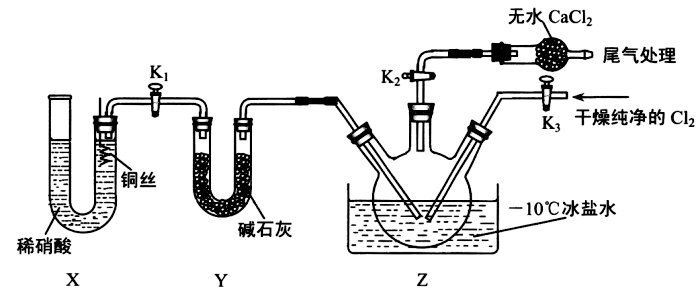 无水 CaCl₂
尾气处理
K₁
K₂
K₃
干燥纯净的 Cl₂
铜丝
稀硝酸
碱石灰
－10℃冰盐水
X
Y
Z